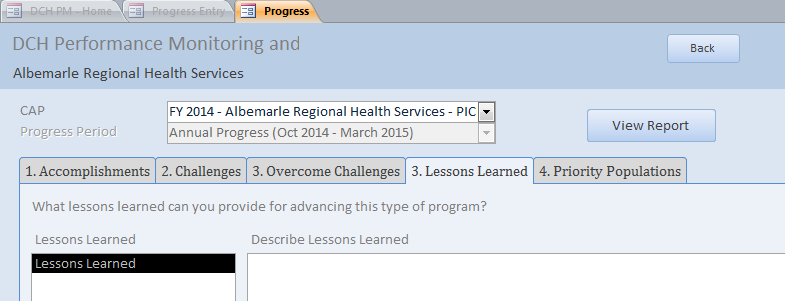 DCH PM - Home Progress Entry Progress
DCH Performance Monitoring and
Back
Albemarle Regional Health Services
CAP FY 2014 - Albemarle Regional Health Services - PIC
Progress Period Annual Progress (Oct 2014 - March 2015)
View Report
1. Accomplishments 2. Challenges 3. Overcome Challenges 3. Lessons Learned 4. Priority Populations
What lessons learned can you provide for advancing this type of program?
Lessons Learned Describe Lessons Learned
Lessons Learned